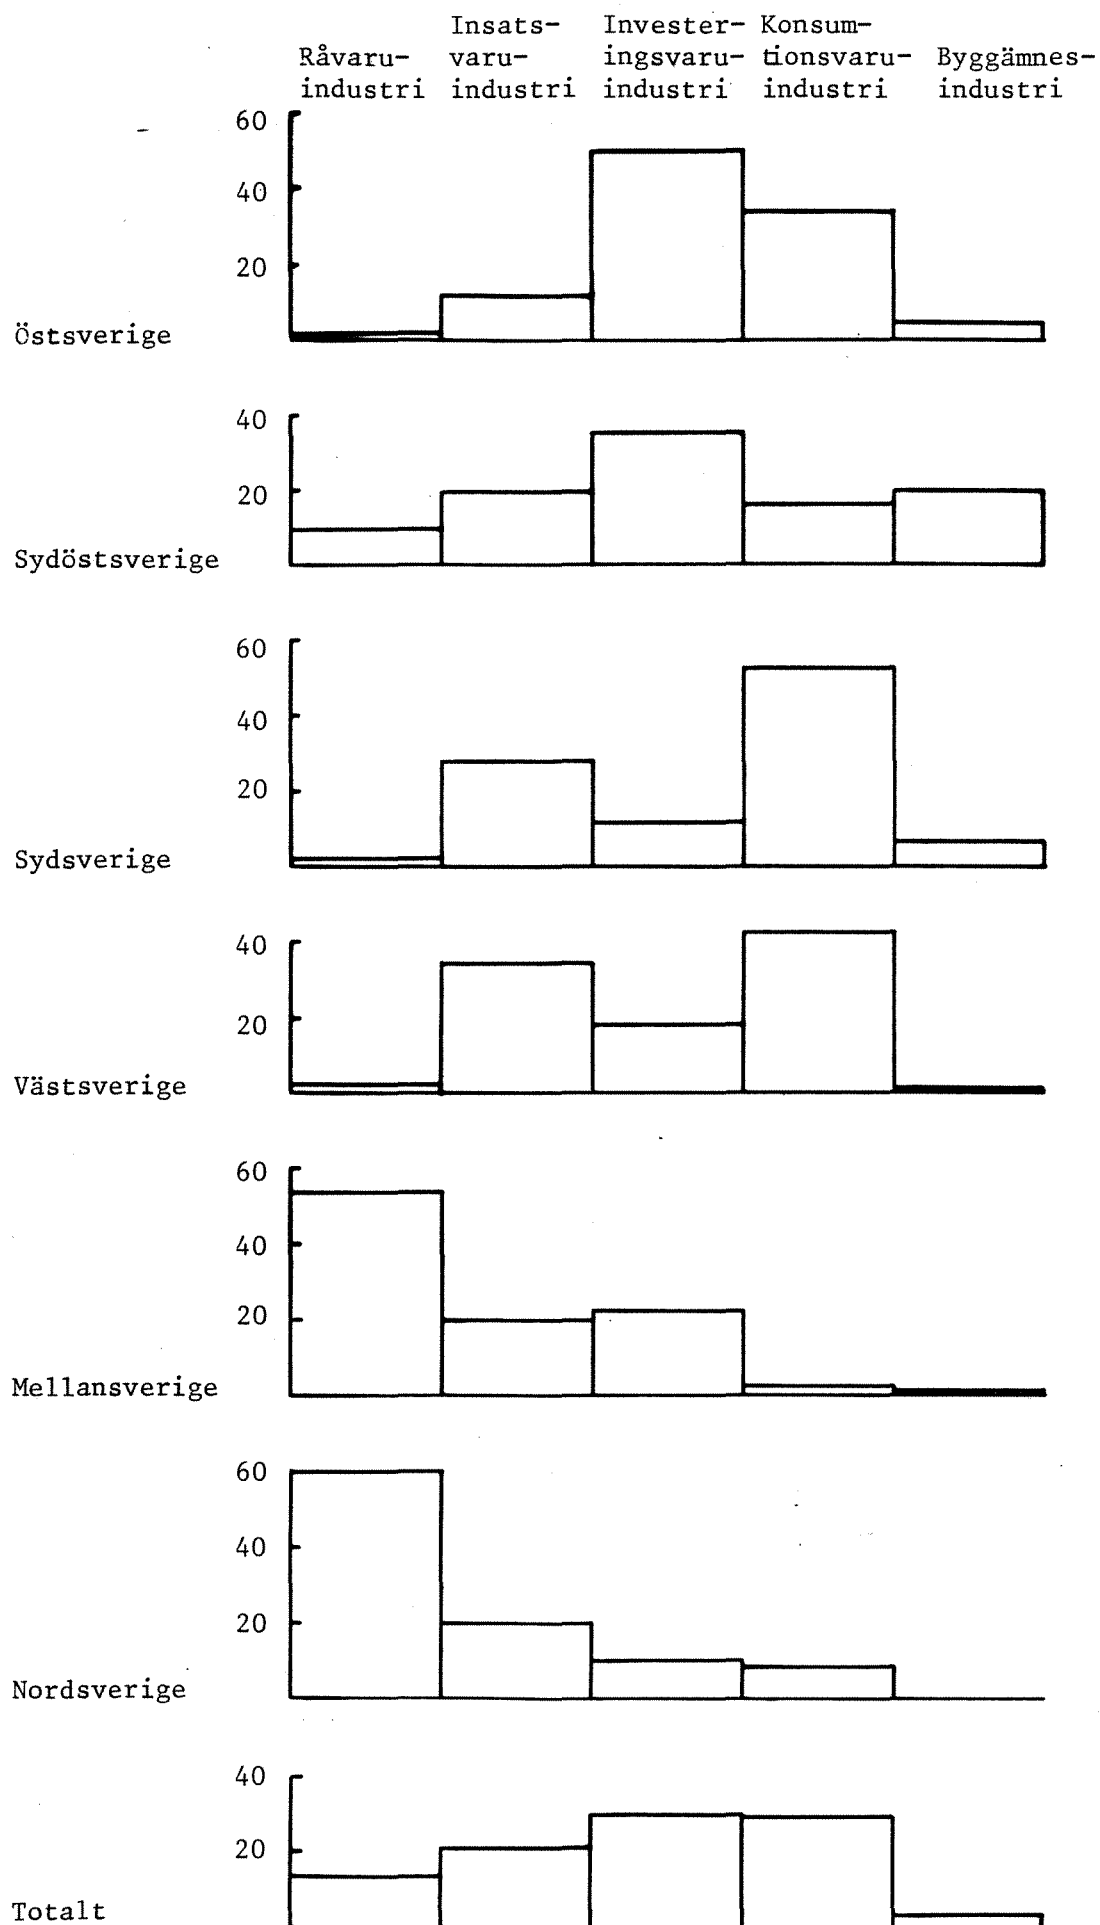 Insats- Invester- Konsum-
Råvaru- varu- ingsvaru- tionsvaru- Byggämnes-
industri industri industri industri industri
60
40
20
Östsverige
40
20
Sydöstsverige
60
40
20
Sydsverige
40
20
Västsverige
60
40
20
Mellansverige
60
40
20
Nordsverige
40
20
Totalt